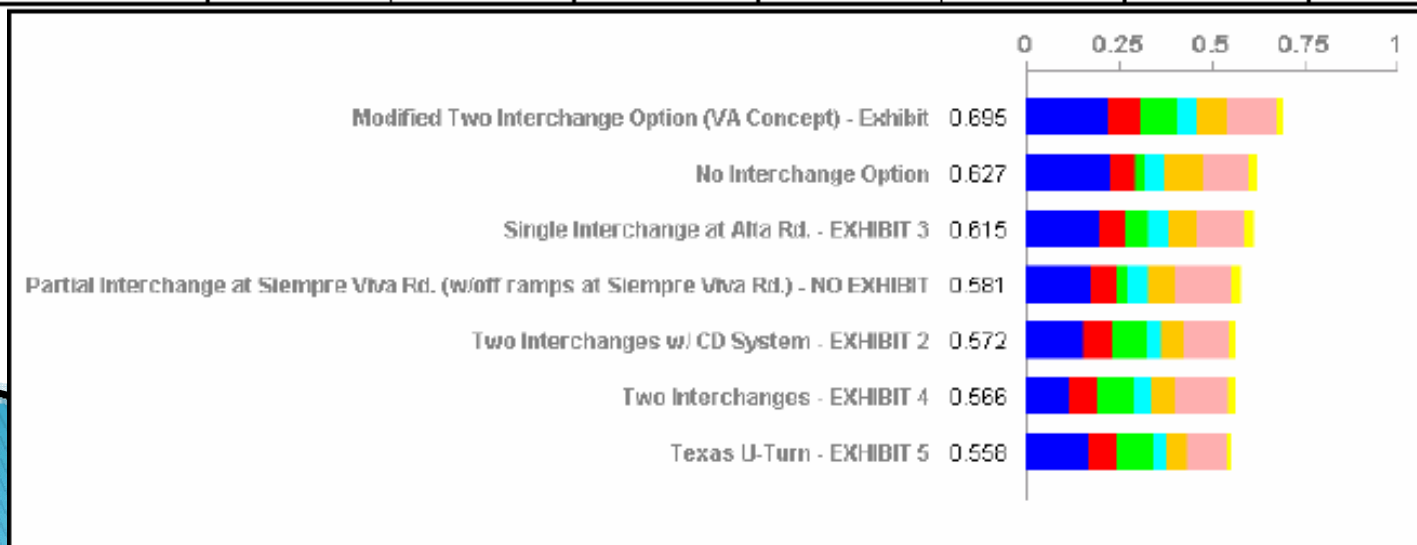 0 0.25 0.5 0.75 1
Modified Two Interchange Option (VA Concept) - Exhibit 0.695
No Interchange Option 0.627
Single Interchange at Alta Rd. - EXHIBIT 3 0.615
Partial Interchange at Siempre Viva Rd. (w/off ramps at Siempre Viva Rd.) - NO EXHIBIT 0.581
Two Interchanges w/ CD System - EXHIBIT 2 0.572
Two Interchanges - EXHIBIT 4 0.566
Texas U-Turn - EXHIBIT 5 0.558